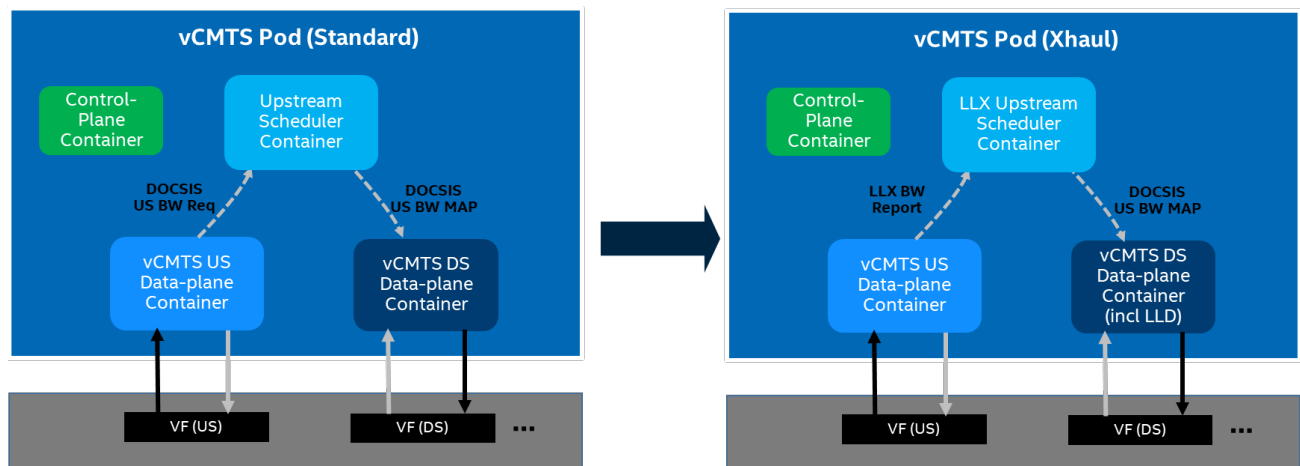 vCMTS Pod (Standard)
Control-
Plane
Container
Upstream
Scheduler
Container
DOCSIS
US BW Req
DOCSIS
US BW MAP
vCMTS US
Data-plane
Container
vCMTS DS
Data-plane
Container
VF (US)
VF (DS)
...
vCMTS Pod (Xhaul)
Control-
Plane
Container
LLX Upstream
Scheduler
Container
LLX BW
Report
DOCSIS
US BW MAP
vCMTS US
Data-plane
Container
vCMTS DS
Data-plane
Container
(incl LLD)
VF (US)
VF (DS)
...